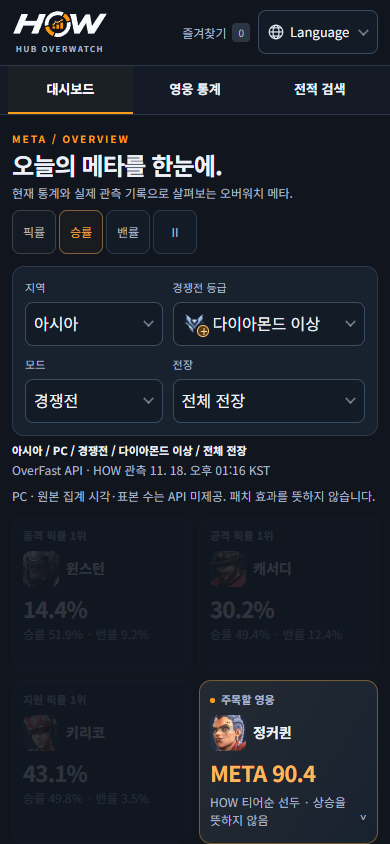 HOW
HUB OVERWATCH
즐겨찾기 0
Language
대시보드 영웅 통계 전적 검색
META / OVERVIEW
오늘의 메타를 한눈에.
현재 통계와 실제 관측 기록으로 살펴보는 오버워치 메타.
픽률 승률 밴률 II
지역 경쟁전 등급
아시아 다이아몬드 이상
모드 전장
경쟁전 전체 전장
아시아 / PC / 경쟁전 / 다이아몬드 이상 / 전체 전장
OverFast API · HOW 관측 11. 18. 오후 01:16 KST
PC · 원본 집계 시각·표본 수는 API 미제공. 패치 효과를 뜻하지 않습니다.
돌격 픽률 1위 공격 픽률 1위
윈스턴 캐서디
14.4% 30.2%
승률 51.9% · 밴률 9.2% 승률 49.4% · 밴률 12.4%
지원 픽률 1위 주목할 영웅
키리코 정커퀸
43.1% META 90.4
승률 49.8% · 밴률 3.5% HOW 티어순 선두 · 상승을
뜻하지 않음